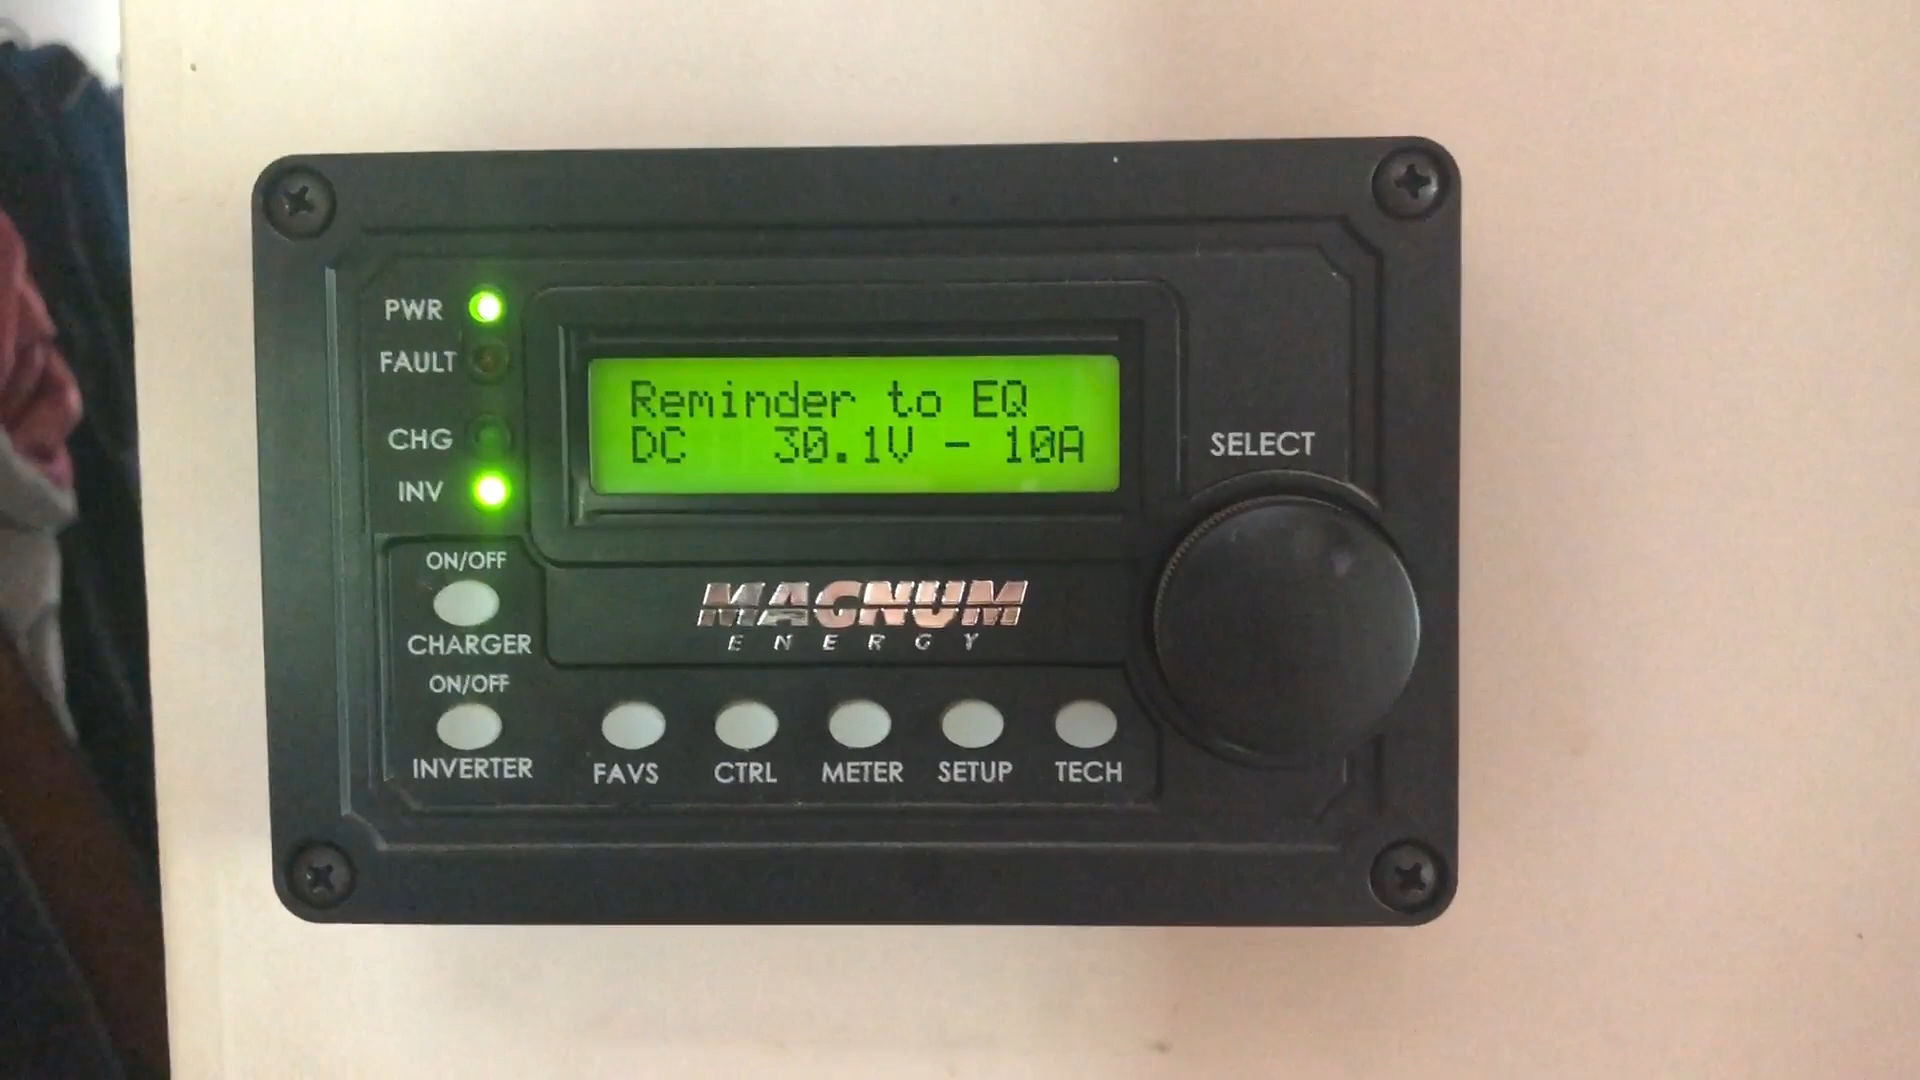 PWR
FAULT
CHG
INV
Reminder to EQ
DC 30.1V - 10A
SELECT
ON/OFF
CHARGER
ON/OFF
INVERTER
MAGNUM
ENERGY
FAVS
CTRL
METER
SETUP
TECH